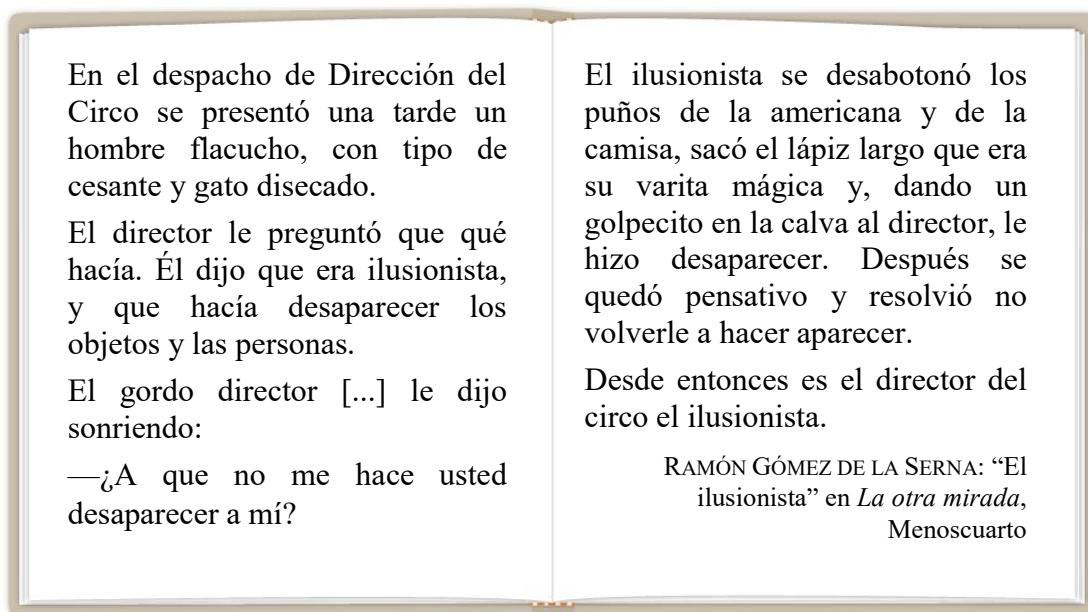 En el despacho de Dirección del
Circo se presentó una tarde un
hombre flacucho, con tipo de
cesante y gato disecado.
El director le preguntó que qué
hacía. Él dijo que era ilusionista,
y que hacía desaparecer los
objetos y las personas.
El gordo director [...] le dijo
sonriendo:
—¿A que no me hace usted
desaparecer a mí?
El ilusionista se desabotonó los
puños de la americana y de la
camisa, sacó el lápiz largo que era
su varita mágica y, dando un
golpecito en la calva al director, le
hizo desaparecer. Después se
quedó pensativo y resolvió no
volverle a hacer aparecer.
Desde entonces es el director del
circo el ilusionista.
RAMÓN GÓMEZ DE LA SERNA: “El
ilusionista” en La otra mirada,
Menoscuarto